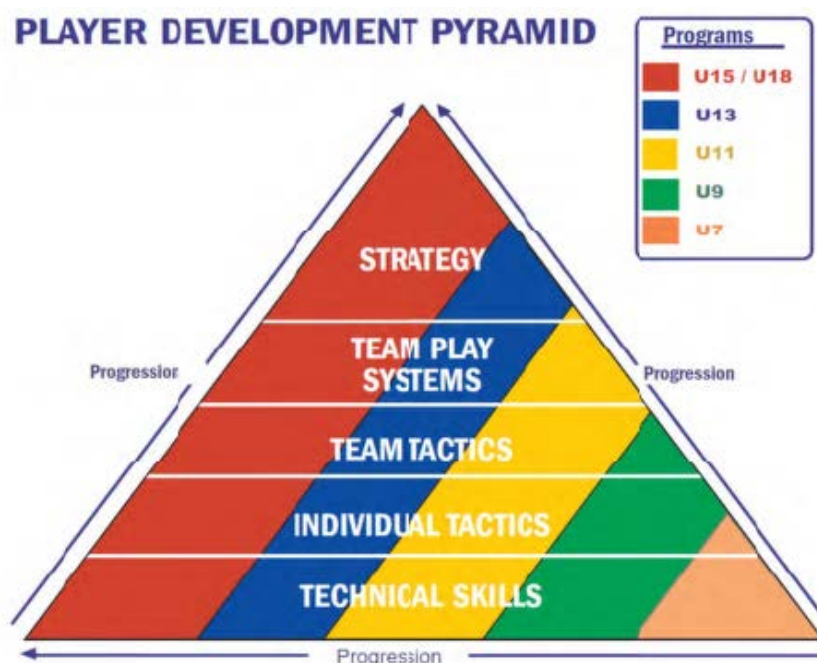 PLAYER DEVELOPMENT PYRAMID
Programs
U15 / U18
U13
U11
U9
U7
STRATEGY
TEAM PLAY
SYSTEMS
Progression
Progression
TEAM TACTICS
INDIVIDUAL TACTICS
TECHNICAL SKILLS
Progression